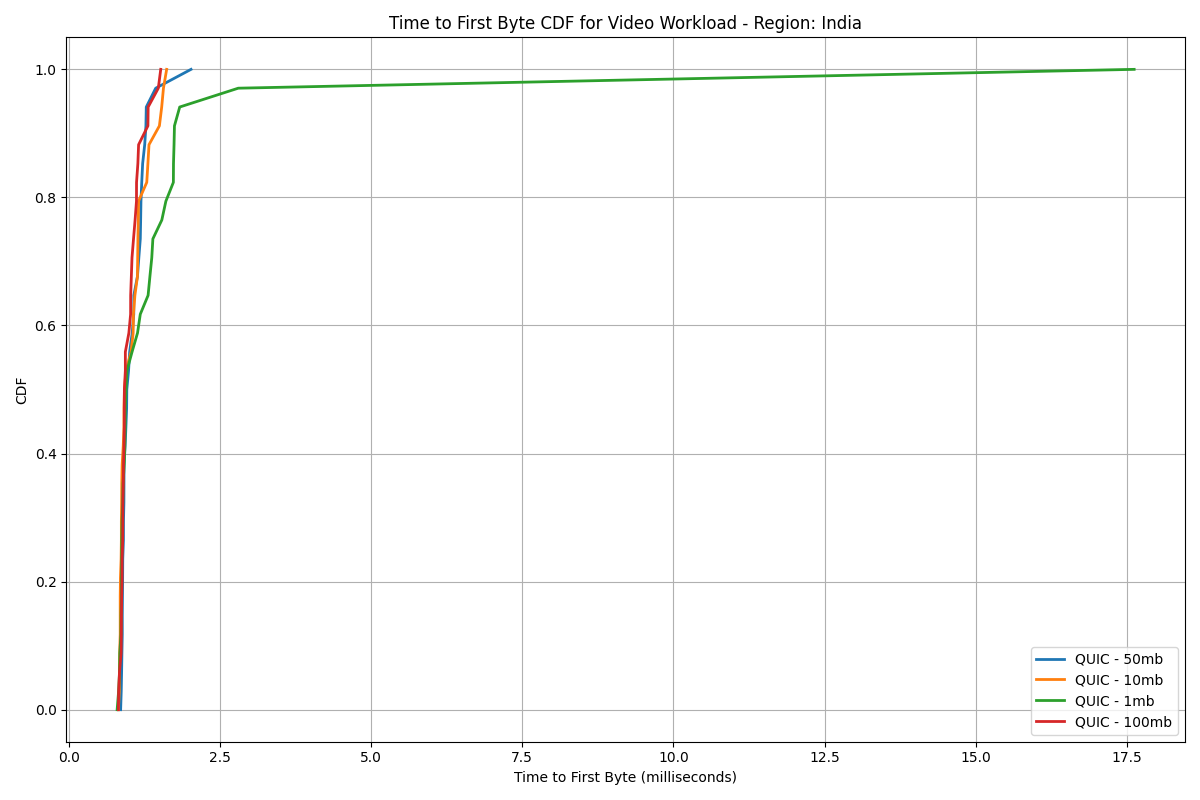 Time to First Byte CDF for Video Workload - Region: India
CDF
1.0
0.8
0.6
0.4
0.2
0.0
0.0 2.5 5.0 7.5 10.0 12.5 15.0 17.5
Time to First Byte (milliseconds)
QUIC - 50mb
QUIC - 10mb
QUIC - 1mb
QUIC - 100mb